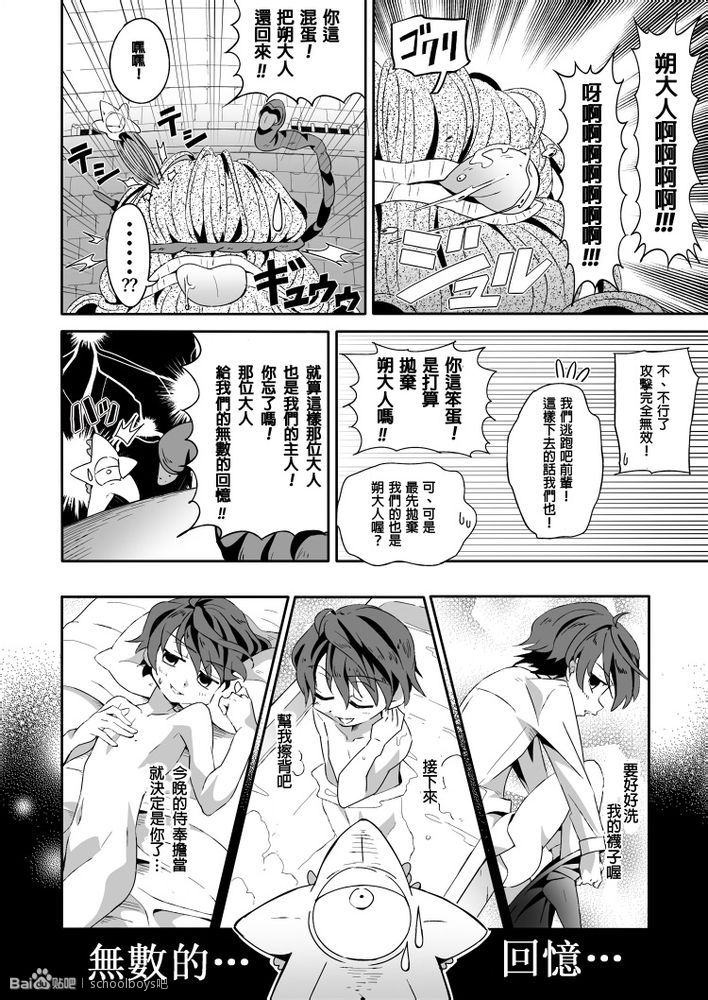 朔大人啊啊啊啊!!!
呀啊啊啊啊啊啊啊!!!
ゴクリ
ジュル
你這
混蛋!
把朔大人
還回來!!
嘿嘿!
テシ
テシ
……??
ギュウウ
不、不行了
攻擊完全無效!
我們逃跑吧前輩!
這樣下去的話我們也!
你這笨蛋!
是打算
拋棄
朔大人嗎!!
可、可是
最先拋棄
我們的也是
朔大人喔?
就算這樣那位大人
也是我們的主人!
你忘了嗎!
那位大人
給我們的無數的回憶!!
要好好洗
我的襪子喔
接下來
幫我擦背吧
今晚的侍奉擔當
就決定是你了…
無數的…
回憶…
Bai 贴吧 | schoolboys吧